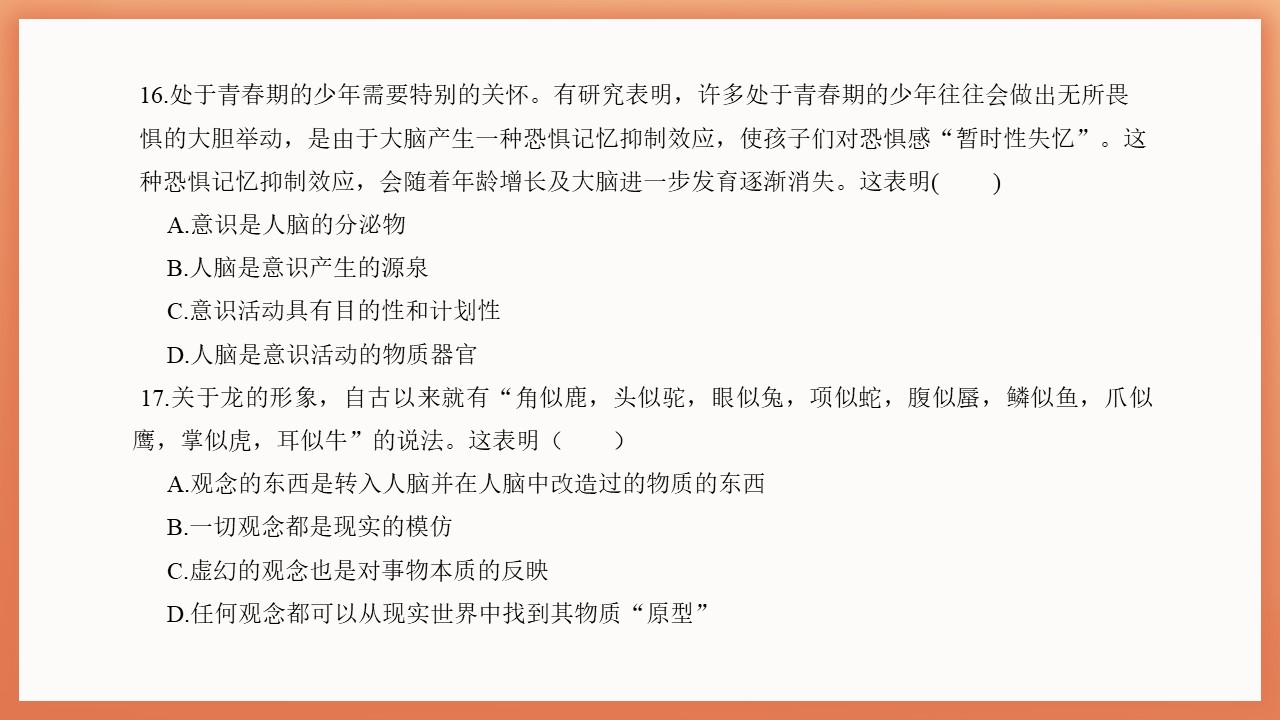 16.处于青春期的少年需要特别的关怀。有研究表明，许多处于青春期的少年往往会做出无所畏
惧的大胆举动，是由于大脑产生一种恐惧记忆抑制效应，使孩子们对恐惧感“暂时性失忆”。这
种恐惧记忆抑制效应，会随着年龄增长及大脑进一步发育逐渐消失。这表明(　　)
A.意识是人脑的分泌物
B.人脑是意识产生的源泉
C.意识活动具有目的性和计划性
D.人脑是意识活动的物质器官
17.关于龙的形象，自古以来就有“角似鹿，头似驼，眼似兔，项似蛇，腹似蜃，鳞似鱼，爪似
鹰，掌似虎，耳似牛”的说法。这表明（　　）
A.观念的东西是转入人脑并在人脑中改造过的物质的东西
B.一切观念都是现实的模仿
C.虚幻的观念也是对事物本质的反映
D.任何观念都可以从现实世界中找到其物质“原型”